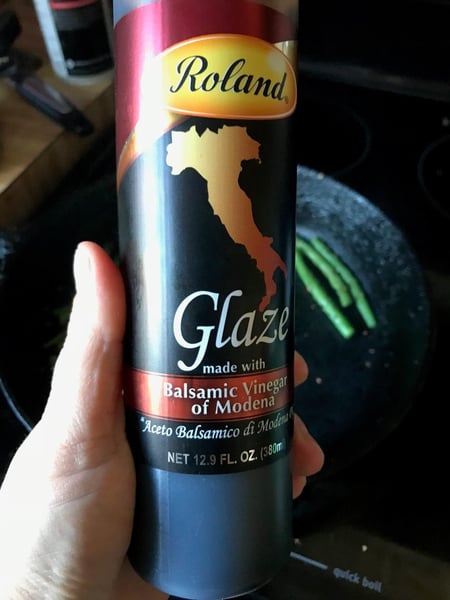 Roland®
Glaze
made with
Balsamic Vinegar
of Modena
*Aceto Balsamico di Modena
NET 12.9 FL. OZ. (380m
quick boil